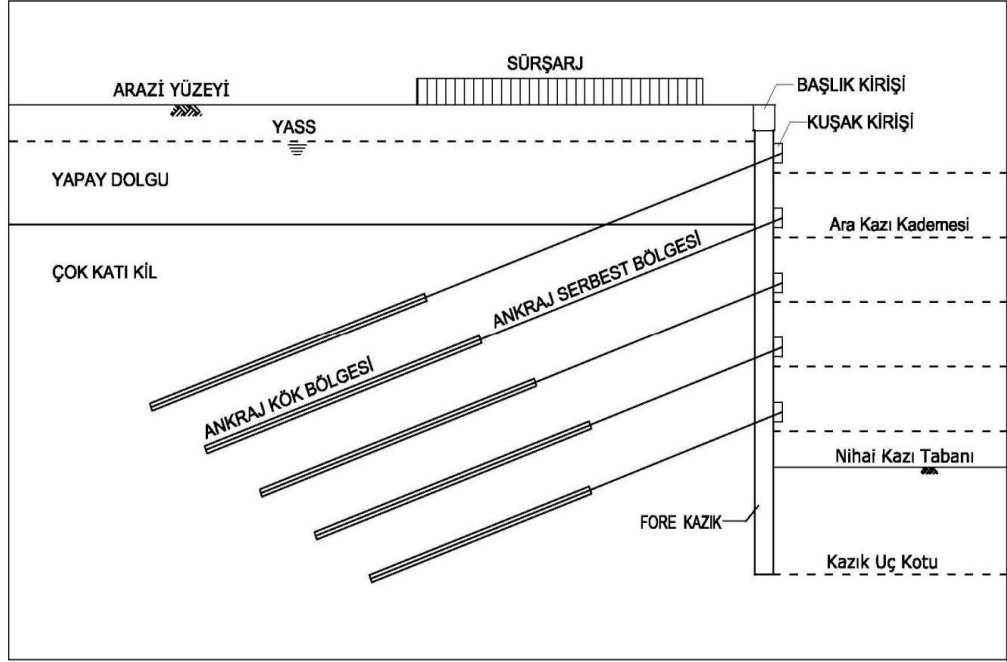 SÜRŞARJ
ARAZİ YÜZEYİ
BAŞLIK KİRİŞİ
YASS
KUŞAK KİRİŞİ
YAPAY DOLGU
Ara Kazı Kademesi
ÇOK KATI KİL
ANKRAJ SERBEST BÖLGESİ
ANKRAJ KÖK BÖLGESİ
Nihai Kazı Tabanı
FORE KAZIK
Kazık Uç Kotu